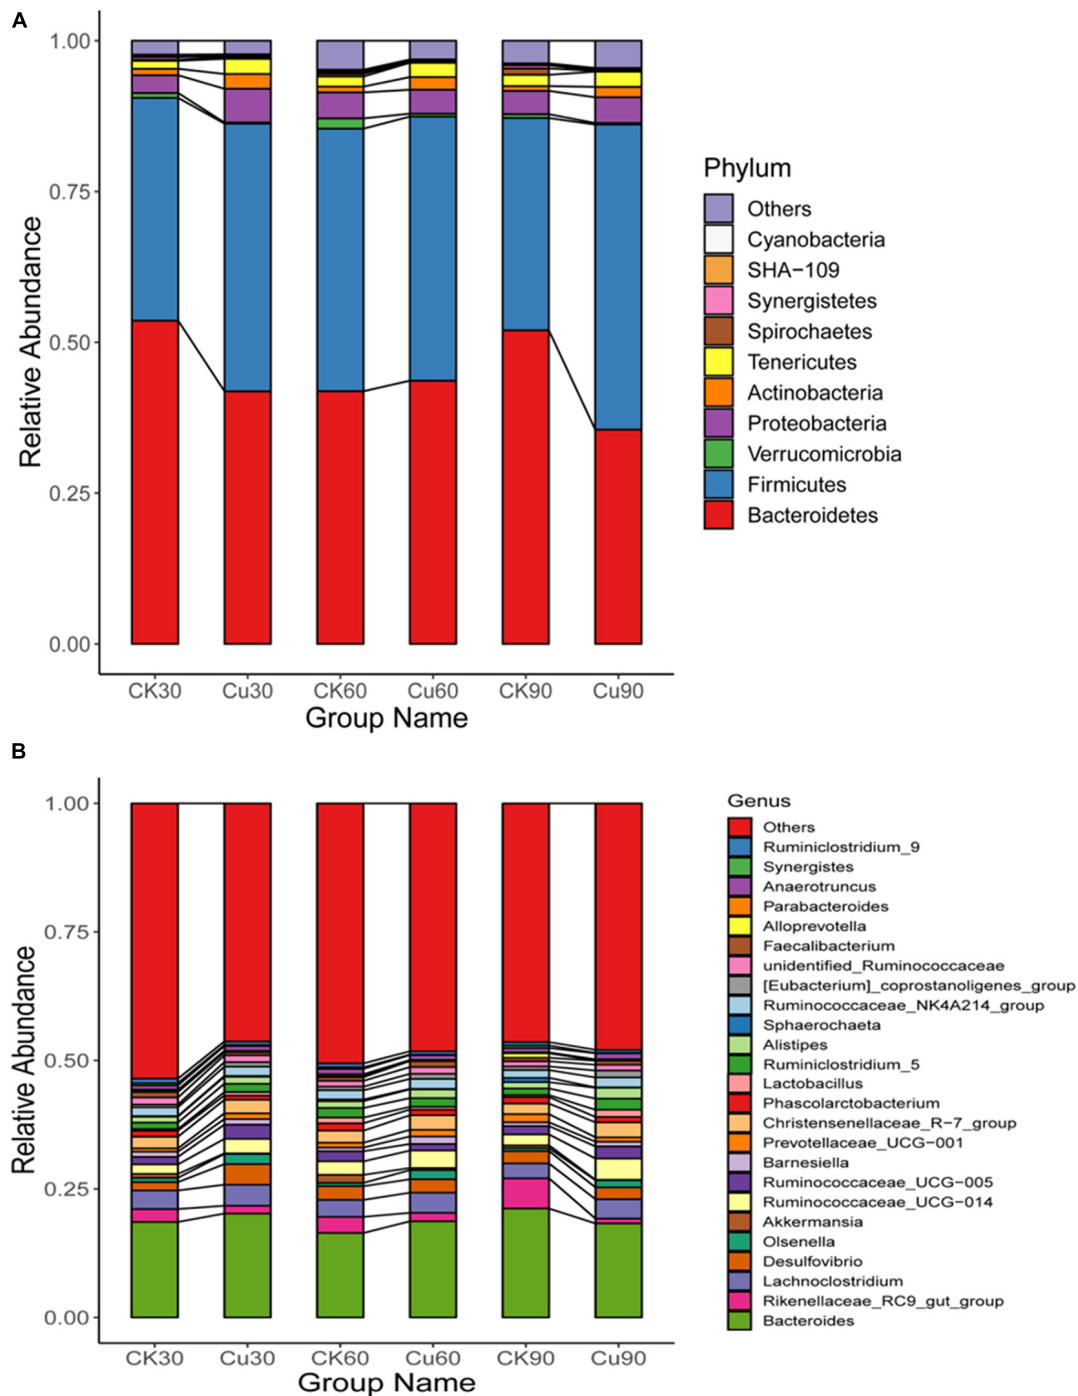 A
1.00
0.75
0.50
0.25
0.00
Relative Abundance
CK30 Cu30 CK60 Cu60 CK90 Cu90
Group Name
Phylum
Others
Cyanobacteria
SHA−109
Synergistetes
Spirochaetes
Tenericutes
Actinobacteria
Proteobacteria
Verrucomicrobia
Firmicutes
Bacteroidetes
B
1.00
0.75
0.50
0.25
0.00
Relative Abundance
CK30 Cu30 CK60 Cu60 CK90 Cu90
Group Name
Genus
Others
Ruminiclostridium_9
Synergistes
Anaerotruncus
Parabacteroides
Alloprevotella
Faecalibacterium
unidentified_Ruminococcaceae
[Eubacterium]_coprostanoligenes_group
Ruminococcaceae_NK4A214_group
Sphaerochaeta
Alistipes
Ruminiclostridium_5
Lactobacillus
Phascolarctobacterium
Christensenellaceae_R−7_group
Prevotellaceae_UCG−001
Barnesiella
Ruminococcaceae_UCG−005
Ruminococcaceae_UCG−014
Akkermansia
Olsenella
Desulfovibrio
Lachnoclostridium
Rikenellaceae_RC9_gut_group
Bacteroides